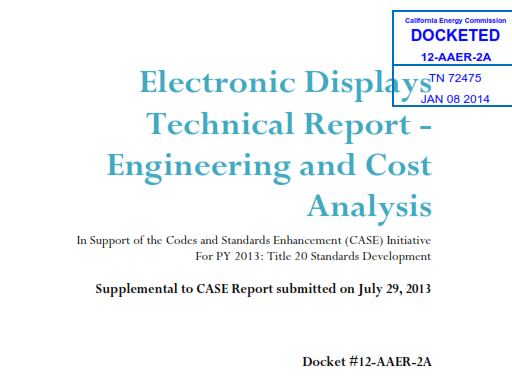 California Energy Commission
DOCKETED
12-AAER-2A
TN 72475
JAN 08 2014
Electronic Displays
Technical Report -
Engineering and Cost
Analysis
In Support of the Codes and Standards Enhancement (CASE) Initiative
For PY 2013: Title 20 Standards Development
Supplemental to CASE Report submitted on July 29, 2013
Docket #12-AAER-2A